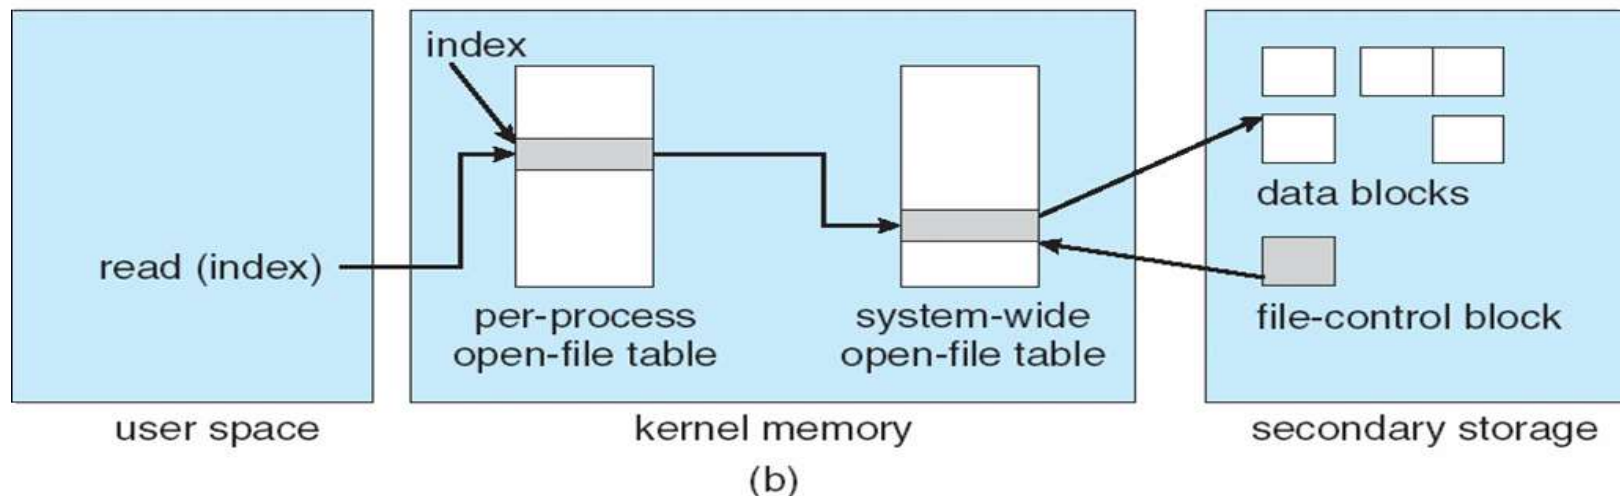 index
read (index)
per-process
open-file table
system-wide
open-file table
data blocks
file-control block
user space
kernel memory
secondary storage
(b)